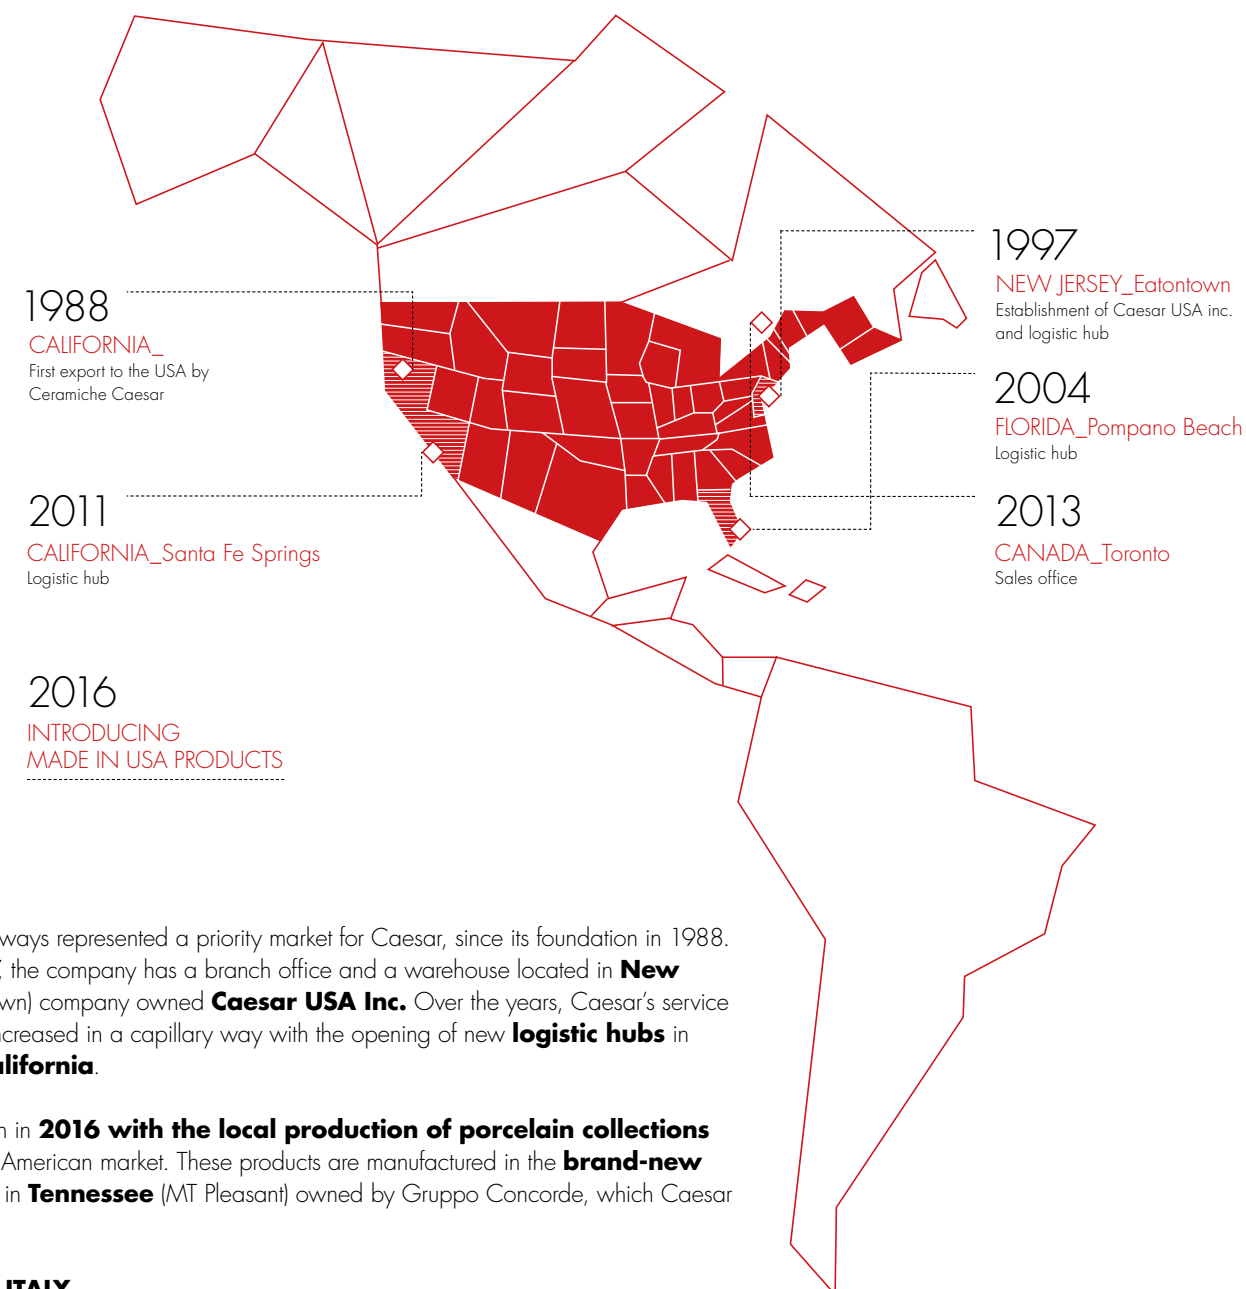 1988
CALIFORNIA_
First export to the USA by
Ceramiche Caesar
2011
CALIFORNIA_Santa Fe Springs
Logistic hub
2016
INTRODUCING
MADE IN USA PRODUCTS
1997
NEW JERSEY_Eatontown
Establishment of Caesar USA inc.
and logistic hub
2004
FLORIDA_Pompano Beach
Logistic hub
2013
CANADA_Toronto
Sales office
represented a priority market for Caesar, since its foundation in 1988.
the company has a branch office and a warehouse located in New
company owned Caesar USA Inc. Over the years, Caesar's service
in a capillary way with the opening of new logistic hubs in
in 2016 with the local production of porcelain collections
American market. These products are manufactured in the brand-new
in Tennessee (MT Pleasant) owned by Gruppo Concorde, which Caesar